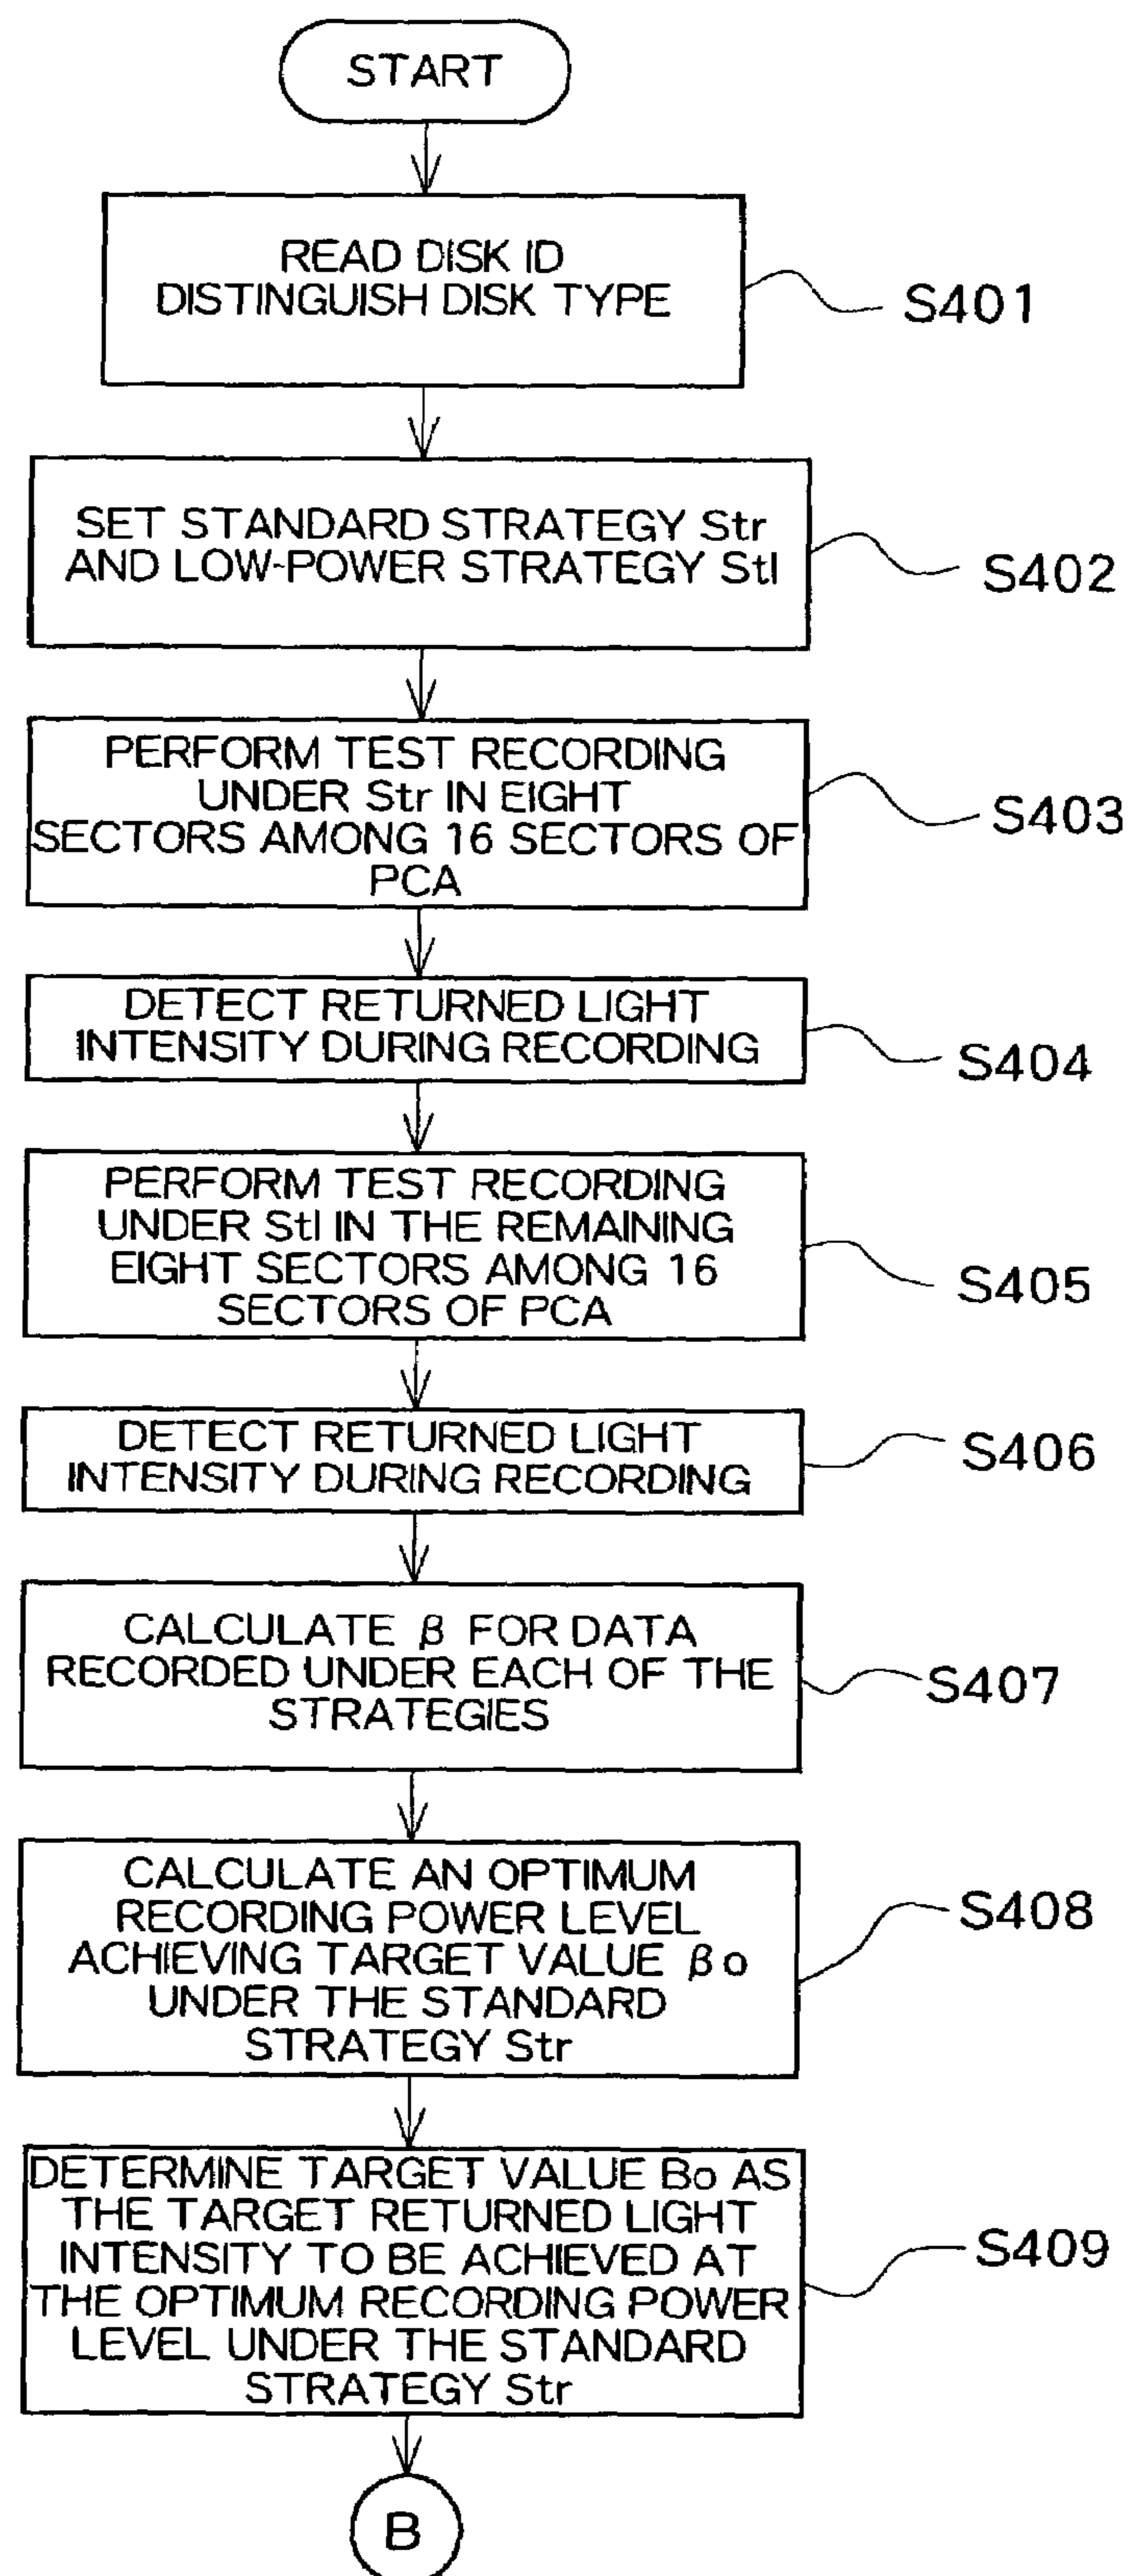 START
READ DISK ID
DISTINGUISH DISK TYPE
S401
SET STANDARD STRATEGY Str
AND LOW-POWER STRATEGY Stl
S402
PERFORM TEST RECORDING
UNDER Str IN EIGHT
SECTORS AMONG 16 SECTORS OF
PCA
S403
DETECT RETURNED LIGHT
INTENSITY DURING RECORDING
S404
PERFORM TEST RECORDING
UNDER Stl IN THE REMAINING
EIGHT SECTORS AMONG 16
SECTORS OF PCA
S405
DETECT RETURNED LIGHT
INTENSITY DURING RECORDING
S406
CALCULATE β FOR DATA
RECORDED UNDER EACH OF THE
STRATEGIES
S407
CALCULATE AN OPTIMUM
RECORDING POWER LEVEL
ACHIEVING TARGET VALUE βo
UNDER THE STANDARD
STRATEGY Str
S408
DETERMINE TARGET VALUE Bo AS
THE TARGET RETURNED LIGHT
INTENSITY TO BE ACHIEVED AT
THE OPTIMUM RECORDING POWER
LEVEL UNDER THE STANDARD
STRATEGY Str
S409
B